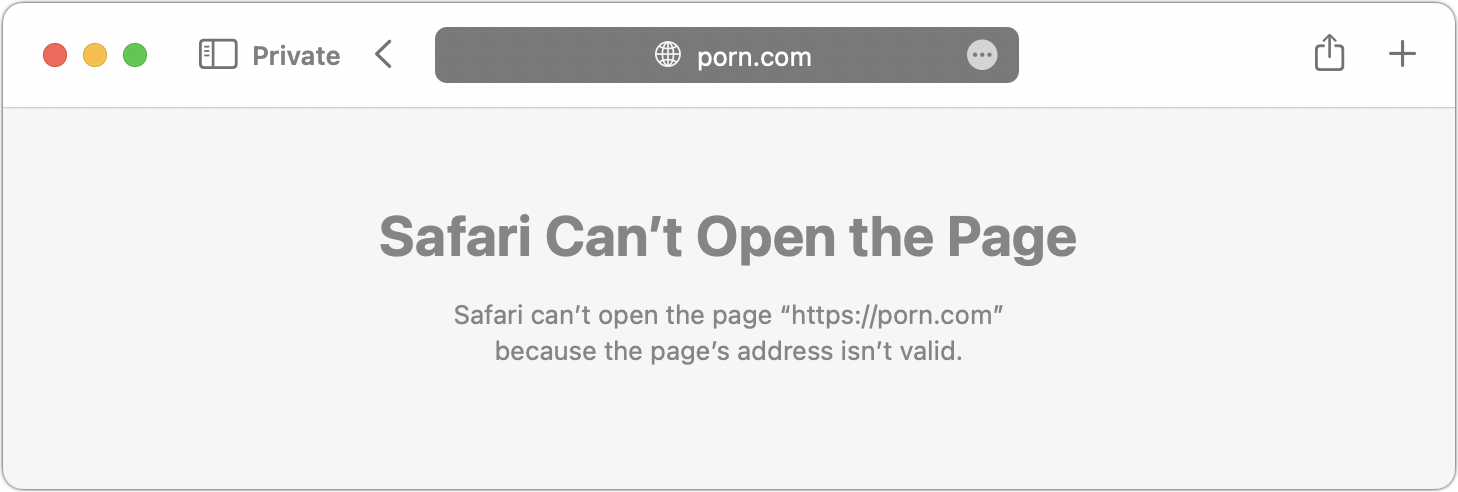 Private
porn.com
Safari Can’t Open the Page
Safari can’t open the page “https://porn.com”
because the page’s address isn’t valid.